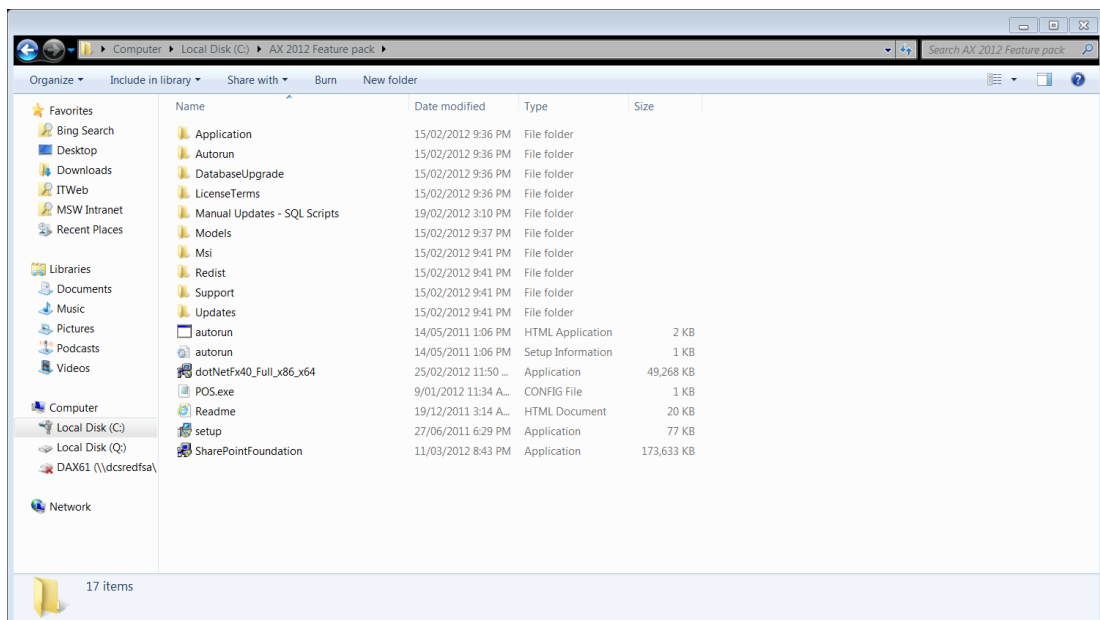 Computer Local Disk (C:) AX 2012 Feature pack Search AX 2012 Feature pack
Organize Include in library Share with Burn New folder
Favorites
Bing Search
Desktop
Downloads
ITWeb
MSW Intranet
Recent Places
Libraries
Documents
Music
Pictures
Podcasts
Videos
Computer
Local Disk (C:)
Local Disk (Q:)
DAX61 (\\dcsredfsa\
Network
Name Date modified Type Size
Application 15/02/2012 9:36 PM File folder
Autorun 15/02/2012 9:36 PM File folder
DatabaseUpgrade 15/02/2012 9:36 PM File folder
LicenseTerms 15/02/2012 9:36 PM File folder
Manual Updates - SQL Scripts 19/02/2012 3:10 PM File folder
Models 15/02/2012 9:37 PM File folder
Msi 15/02/2012 9:41 PM File folder
Redist 15/02/2012 9:41 PM File folder
Support 15/02/2012 9:41 PM File folder
Updates 15/02/2012 9:41 PM File folder
autorun 14/05/2011 1:06 PM HTML Application 2 KB
autorun 14/05/2011 1:06 PM Setup Information 1 KB
dotNetFx40_Full_x86_x64 25/02/2012 11:50 ... Application 49,268 KB
POS.exe 9/01/2012 11:34 A... CONFIG File 1 KB
Readme 19/12/2011 3:14 A... HTML Document 20 KB
setup 27/06/2011 6:29 PM Application 77 KB
SharePointFoundation 11/03/2012 8:43 PM Application 173,633 KB
17 items